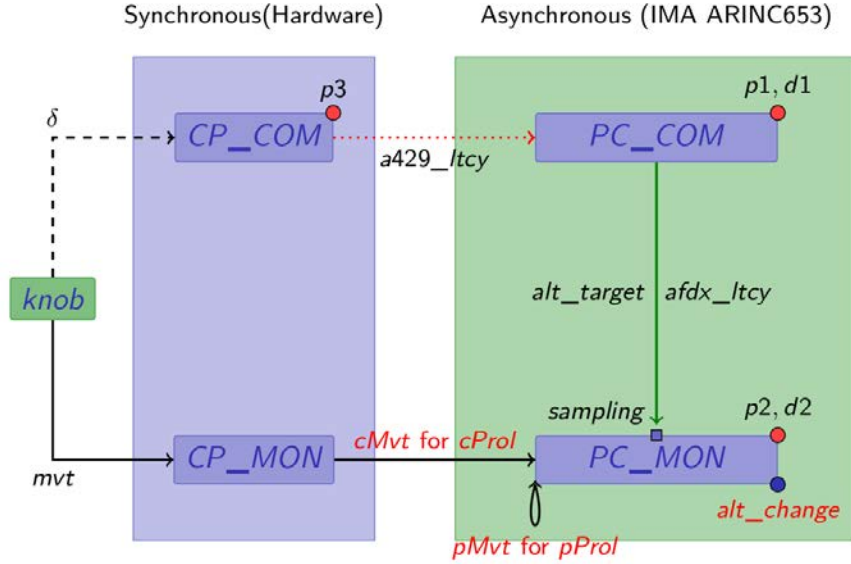 Synchronous(Hardware)
Asynchronous (IMA ARINC653)
p3
p1, d1
δ
CP_COM
PC_COM
a429_ltcy
knob
alt_target
afdx_ltcy
sampling
p2, d2
cMvt for cProl
CP_MON
PC_MON
mvt
alt_change
pMvt for pProl